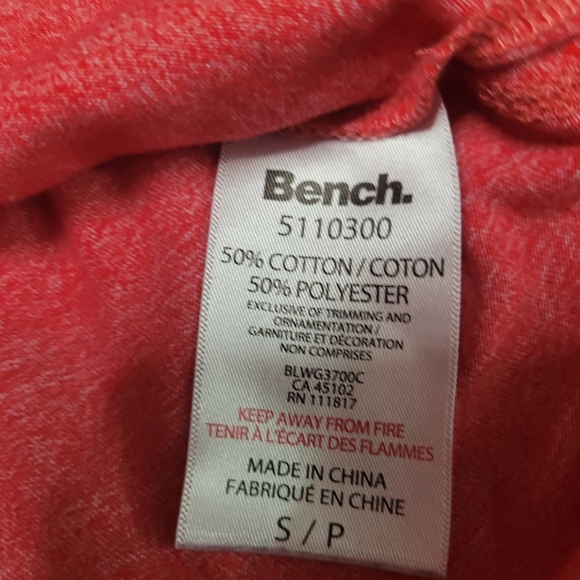 Bench.
5110300
50% COTTON / COTON
50% POLYESTER
EXCLUSIVE OF TRIMMING AND
ORNAMENTATION /
GARNITURE ET DÉCORATION
NON COMPRISES
BLWG3700C
CA 45102
RN 111817
KEEP AWAY FROM FIRE
TENIR À L'ÉCART DES FLAMMES
MADE IN CHINA
FABRIQUÉ EN CHINE
S / P